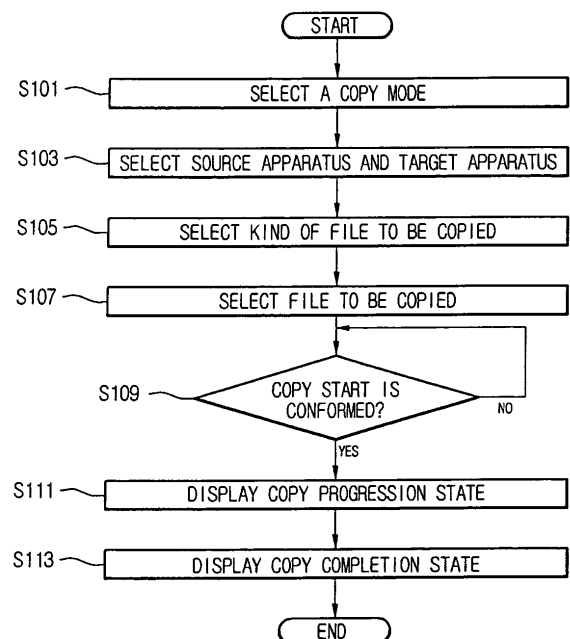 START
S101
SELECT A COPY MODE
S103
SELECT SOURCE APPARATUS AND TARGET APPARATUS
S105
SELECT KIND OF FILE TO BE COPIED
S107
SELECT FILE TO BE COPIED
S109
COPY START IS
CONFORMED?
NO
YES
S111
DISPLAY COPY PROGRESSION STATE
S113
DISPLAY COPY COMPLETION STATE
END